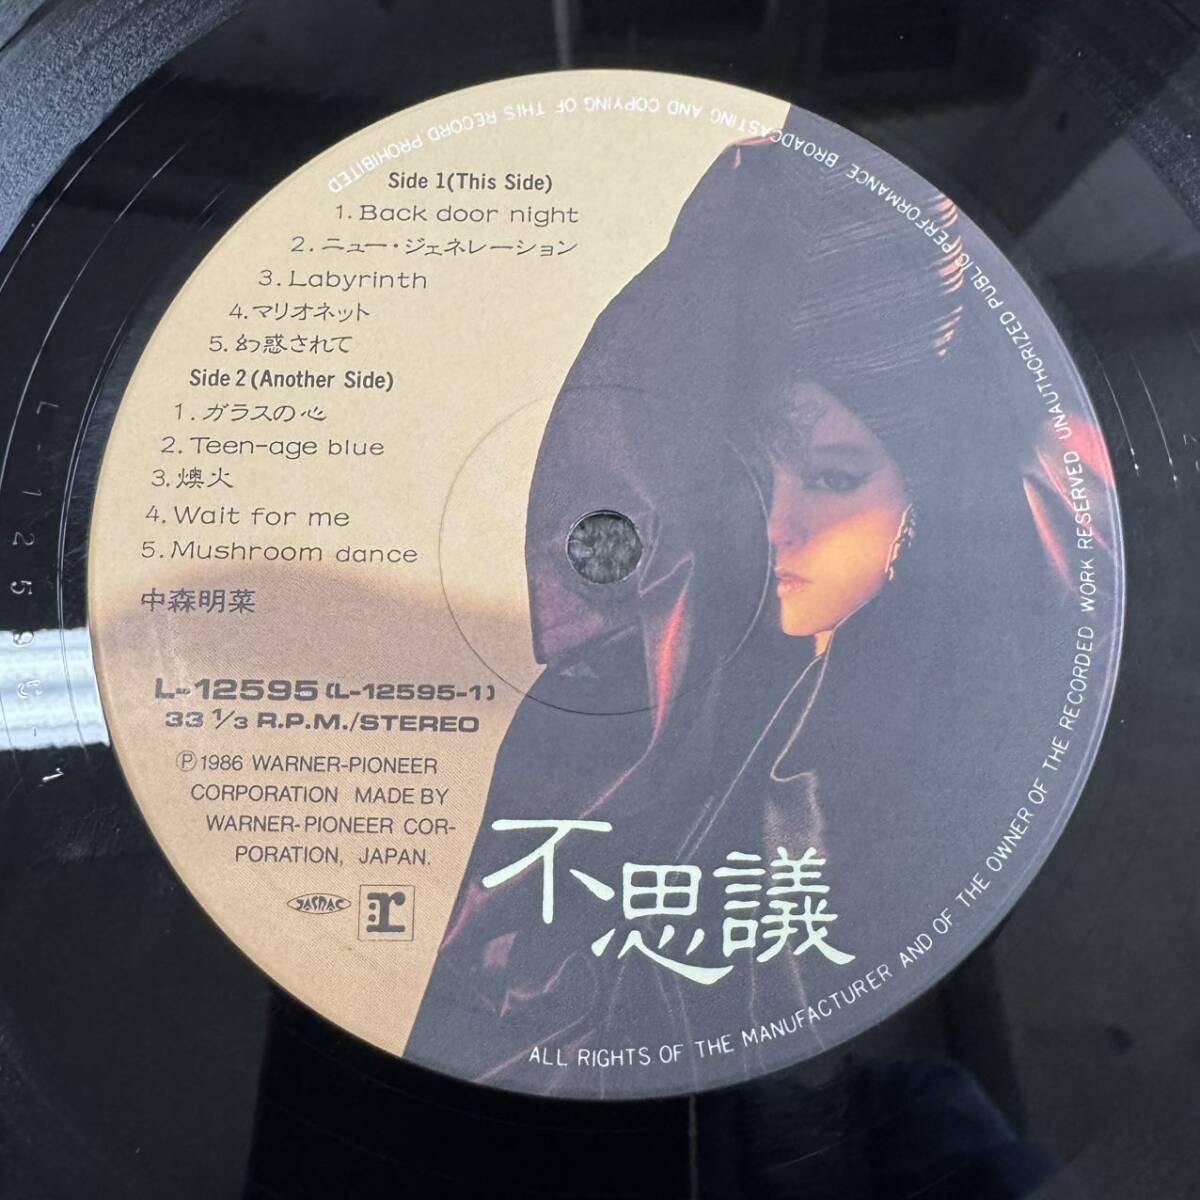 Side 1(This Side)
1. Back door night
2. ニュー・ジェネレーション
3. Labyrinth
4. マリオネット
5. 幻惑されて
Side 2 (Another Side)
1. ガラスの心
2. Teen-age blue
3. 燠火
4. Wait for me
5. Mushroom dance
中森明菜
L-12595 (L-12595-1)
33 1/3 R.P.M./STEREO
Ⓟ1986 WARNER-PIONEER
CORPORATION MADE BY
WARNER-PIONEER COR-
PORATION, JAPAN.
JASRAC
r
不思議
ALL RIGHTS OF THE MANUFACTURER AND OF THE OWNER OF THE RECORDED WORK RESERVED UNAUTHORIZED PUBLIC PERFORMANCE, BROADCASTING AND COPYING OF THIS RECORD PROHIBITED
L-12595-1